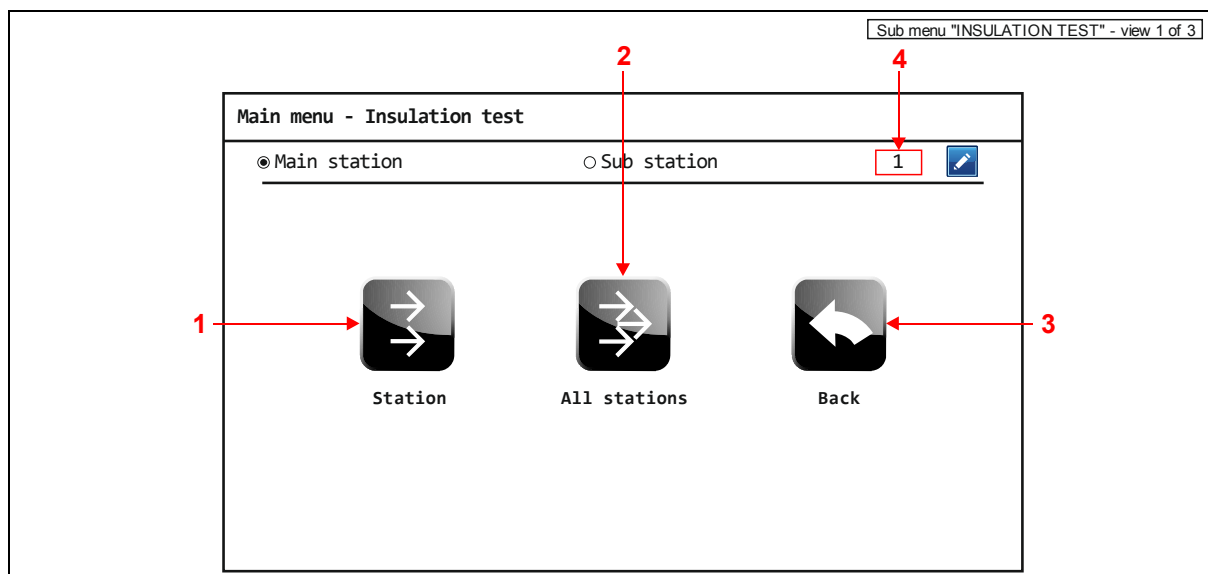 Sub menu "INSULATION TEST" - view 1 of 3
2
4
Main menu - Insulation test
Main station
Sub station
1
1
3
Station
All stations
Back